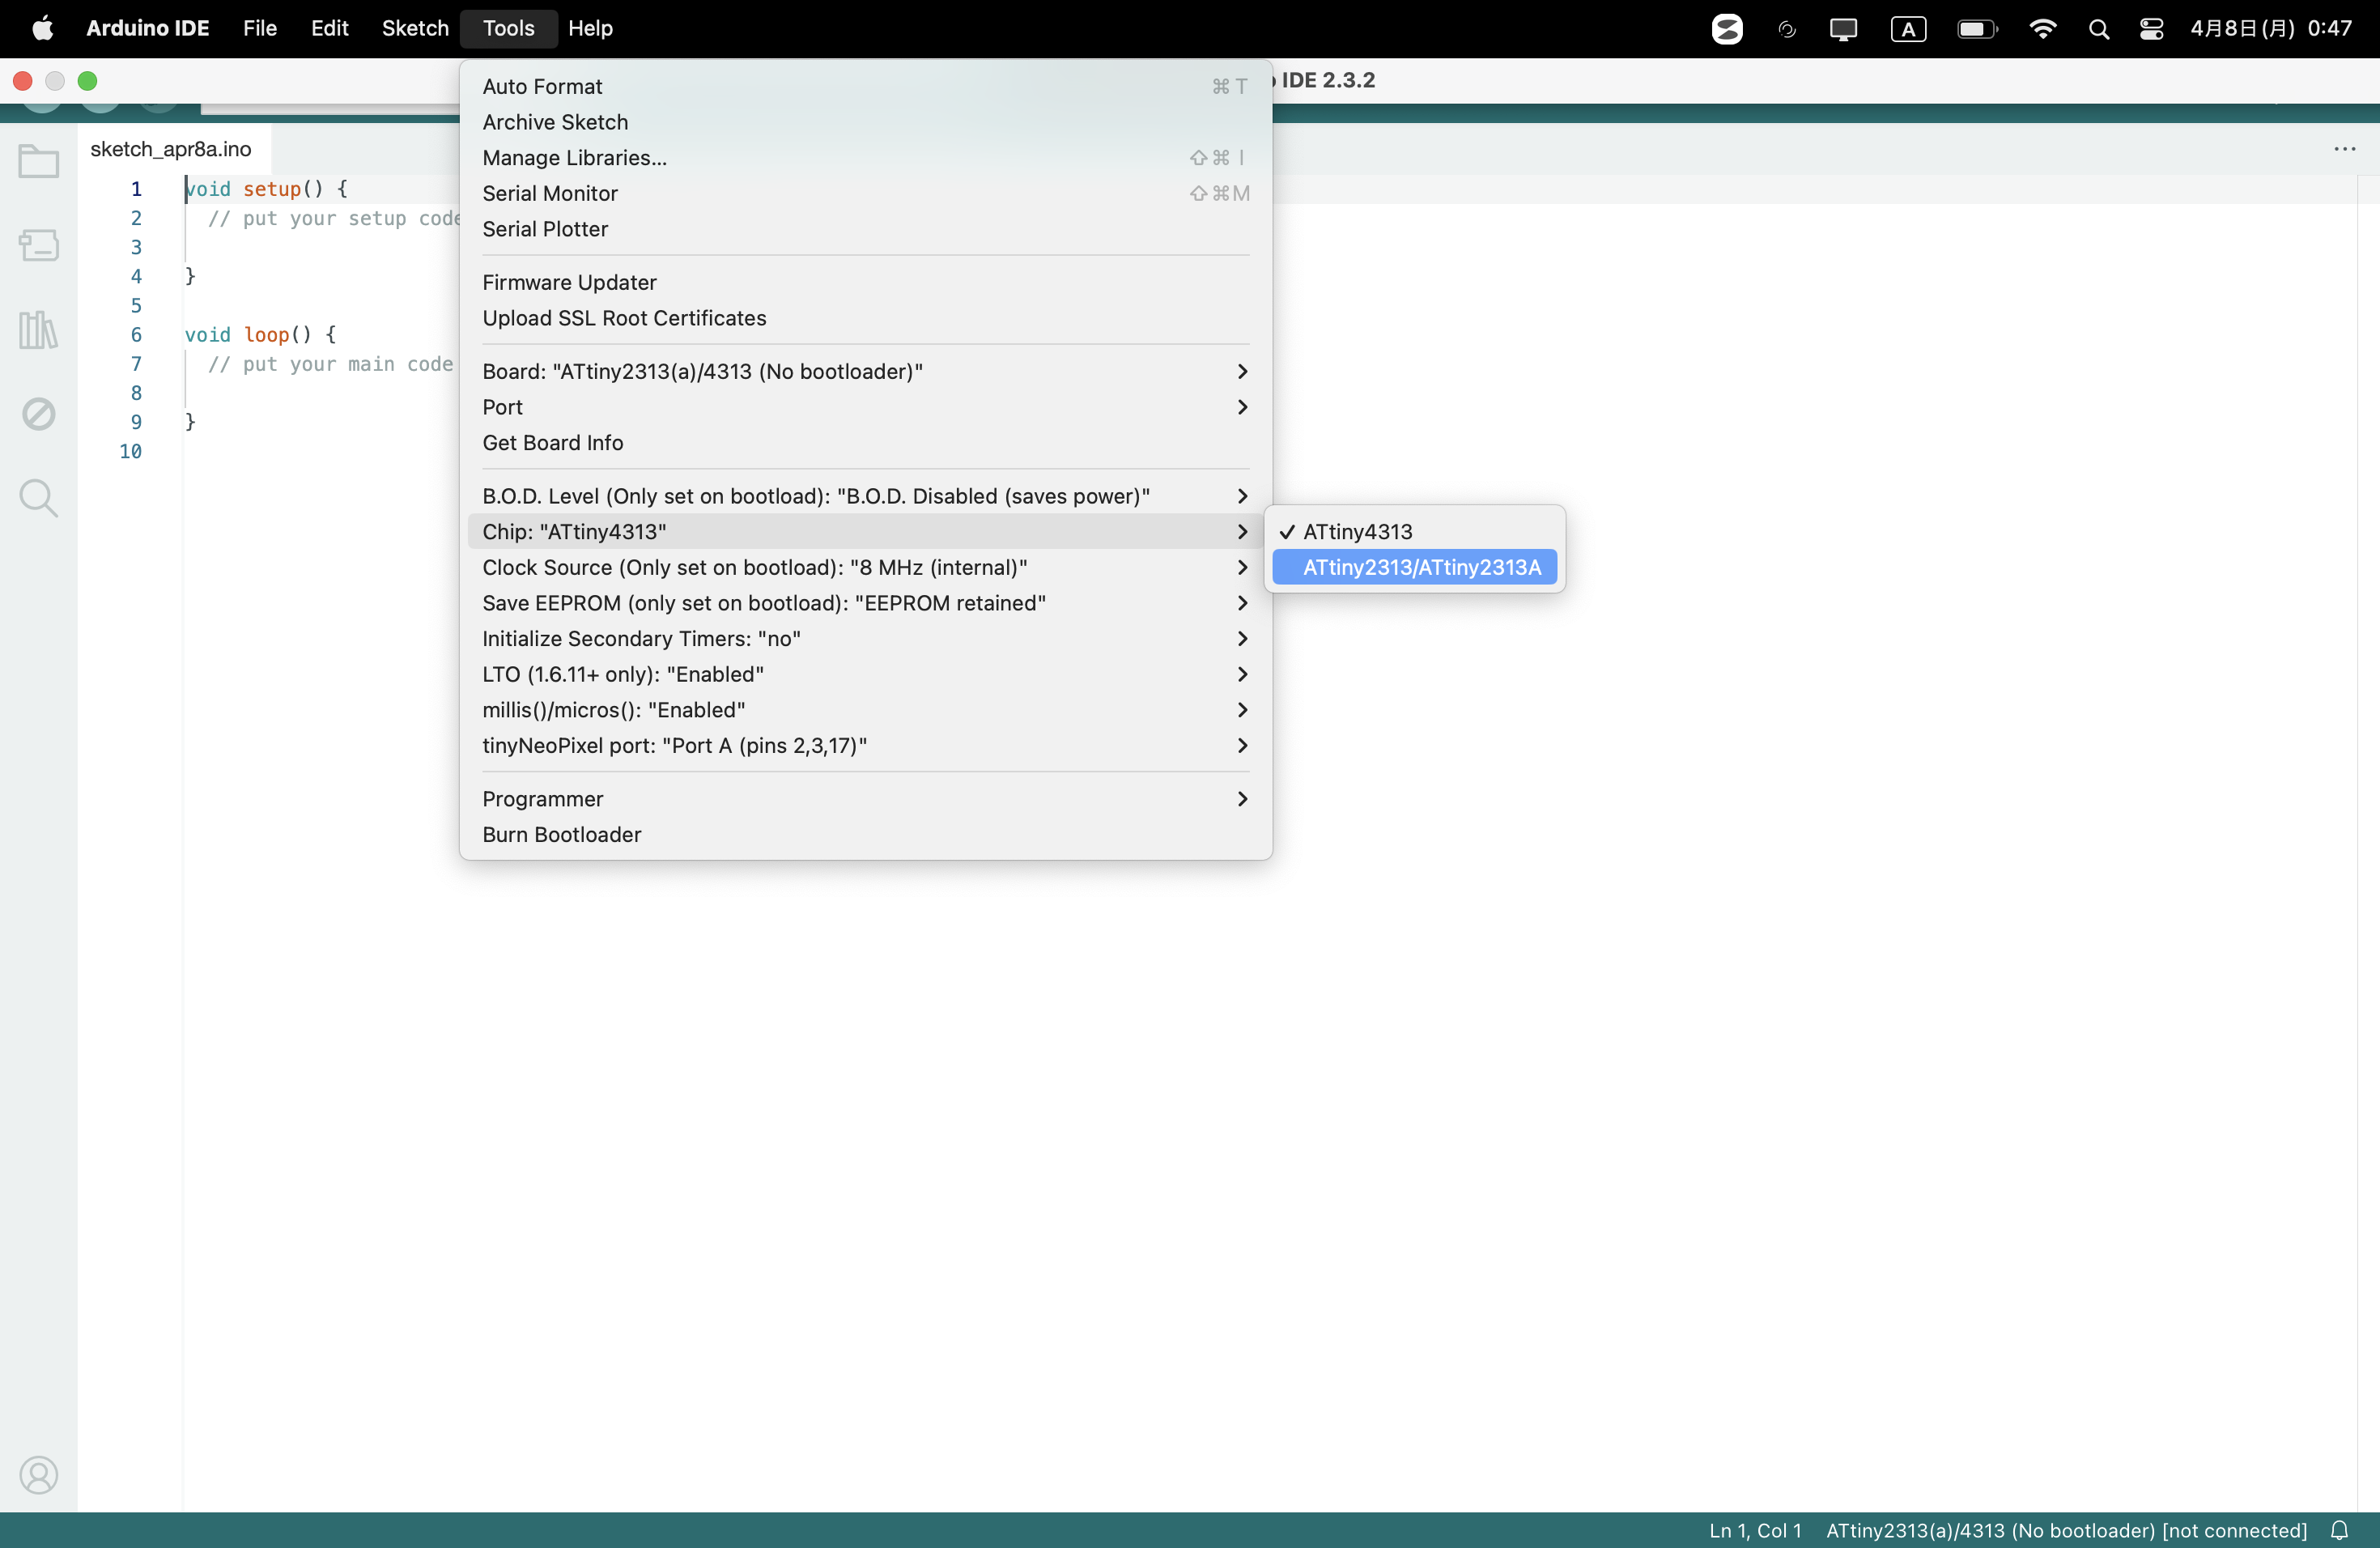 Arduino IDE File Edit Sketch Tools Help A 4月8日(月) 0:47
IDE 2.3.2
sketch_apr8a.ino
1 void setup() {
2 // put your setup code
3
4 }
5
6 void loop() {
7 // put your main code
8
9 }
10
Auto Format ⌘T
Archive Sketch
Manage Libraries... ⇧⌘I
Serial Monitor ⇧⌘M
Serial Plotter
Firmware Updater
Upload SSL Root Certificates
Board: "ATtiny2313(a)/4313 (No bootloader)"
Port
Get Board Info
B.O.D. Level (Only set on bootload): "B.O.D. Disabled (saves power)"
Chip: "ATtiny4313"
Clock Source (Only set on bootload): "8 MHz (internal)"
Save EEPROM (only set on bootload): "EEPROM retained"
Initialize Secondary Timers: "no"
LTO (1.6.11+ only): "Enabled"
millis()/micros(): "Enabled"
tinyNeoPixel port: "Port A (pins 2,3,17)"
Programmer
Burn Bootloader
✓ ATtiny4313
ATtiny2313/ATtiny2313A
Ln 1, Col 1 ATtiny2313(a)/4313 (No bootloader) [not connected]